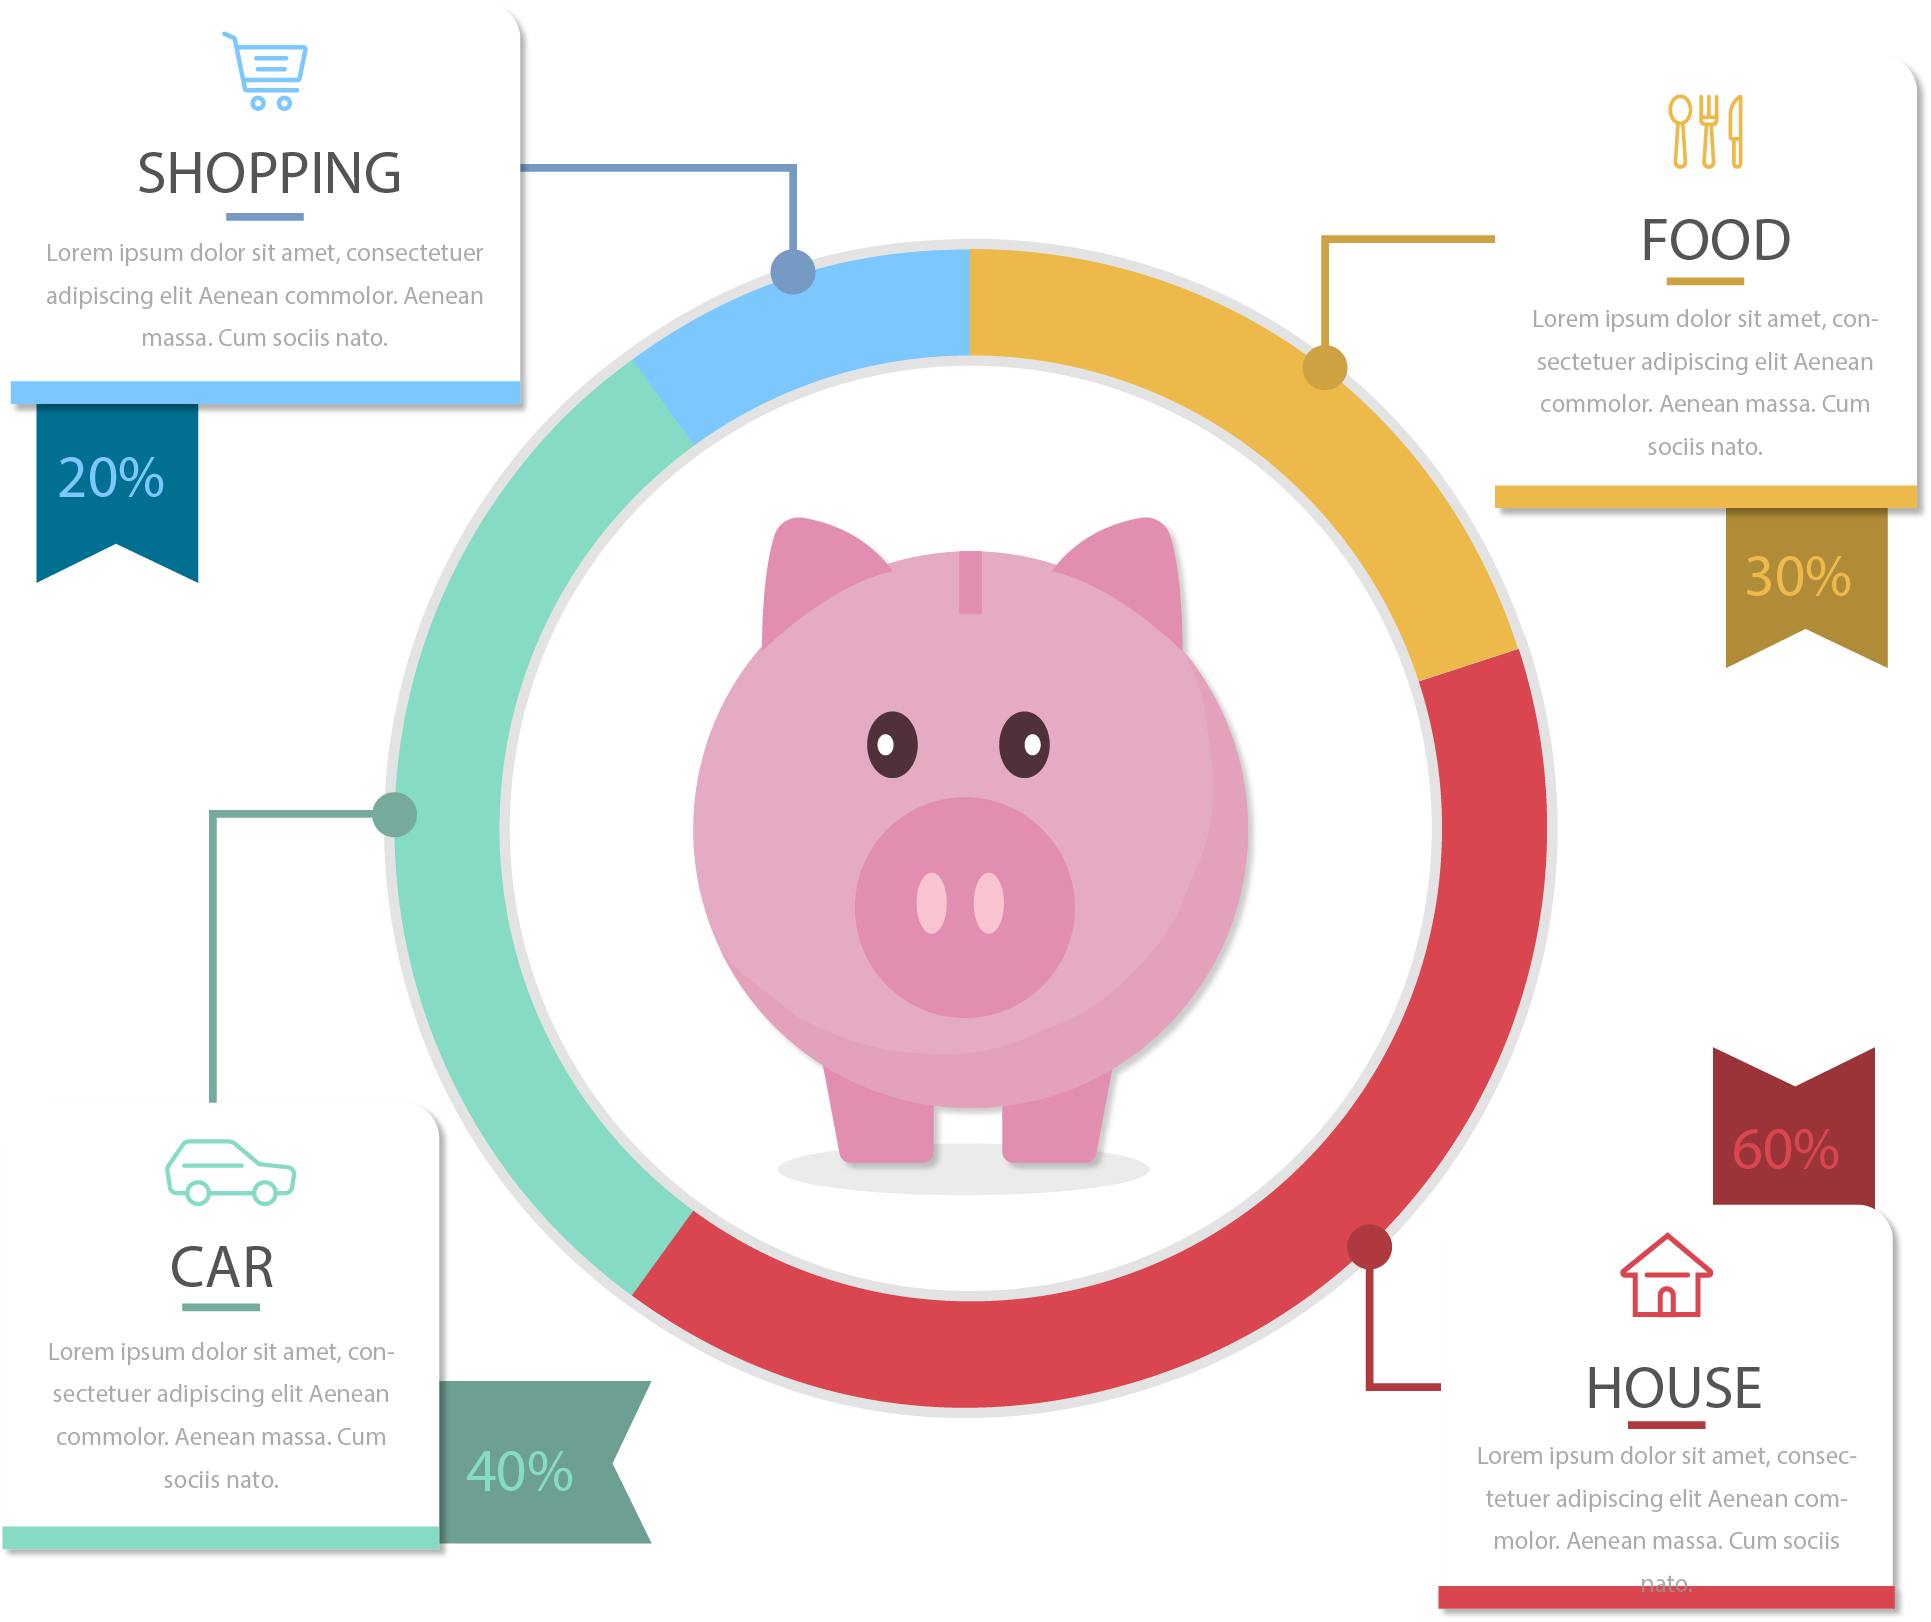 SHOPPING
Lorem ipsum dolor sit amet, consectetuer
adipiscing elit Aenean commolor. Aenean
massa. Cum sociis nato.
20%
FOOD
Lorem ipsum dolor sit amet, con-
sectetuer adipiscing elit Aenean
commolor. Aenean massa. Cum
sociis nato.
30%
CAR
Lorem ipsum dolor sit amet, con-
sectetuer adipiscing elit Aenean
commolor. Aenean massa. Cum
sociis nato.
40%
60%
HOUSE
Lorem ipsum dolor sit amet, consec-
tetuer adipiscing elit Aenean com-
molor. Aenean massa. Cum sociis
nato.